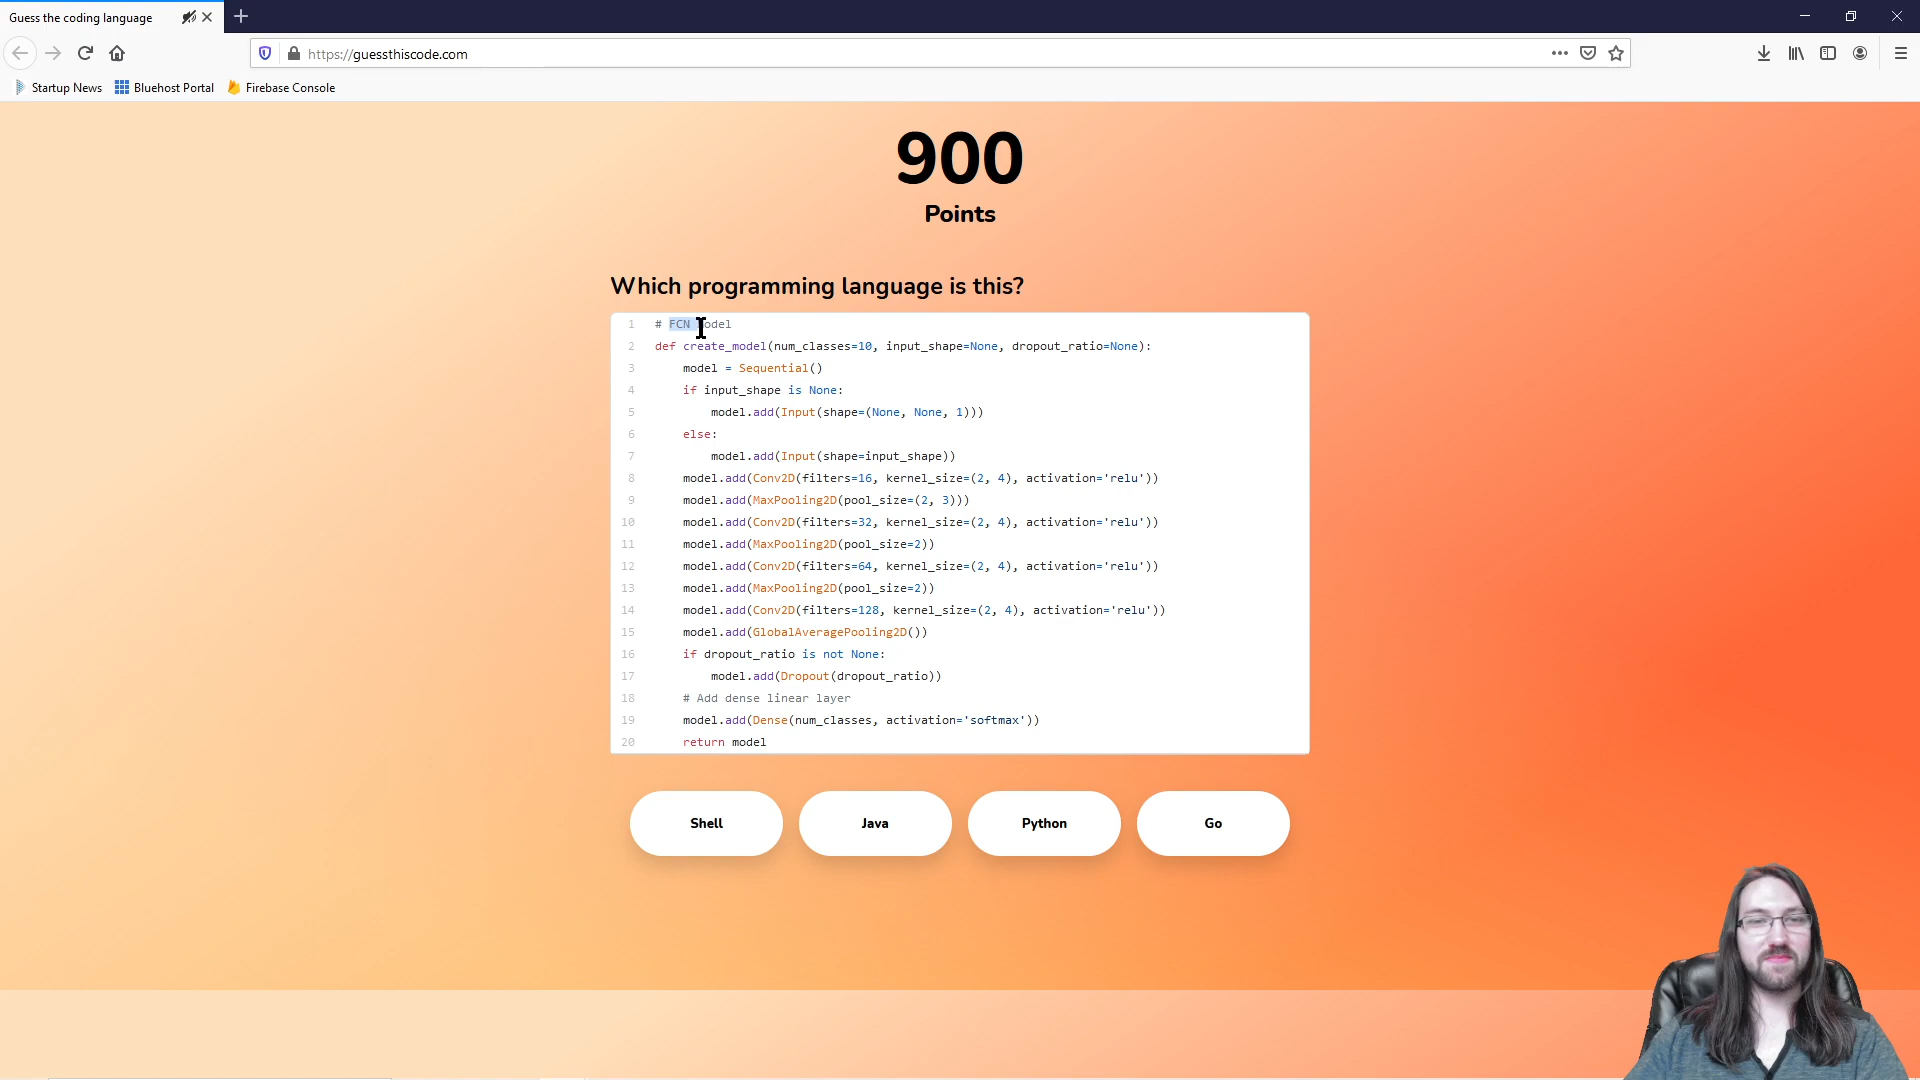 Guess the coding language
https://guessthiscode.com
Startup News
Bluehost Portal
Firebase Console
900
Points
Which programming language is this?
1 # FCN model
2 def create_model(num_classes=10, input_shape=None, dropout_ratio=None):
3 model = Sequential()
4 if input_shape is None:
5 model.add(Input(shape=(None, None, 1)))
6 else:
7 model.add(Input(shape=input_shape))
8 model.add(Conv2D(filters=16, kernel_size=(2, 4), activation='relu'))
9 model.add(MaxPooling2D(pool_size=(2, 3)))
10 model.add(Conv2D(filters=32, kernel_size=(2, 4), activation='relu'))
11 model.add(MaxPooling2D(pool_size=2))
12 model.add(Conv2D(filters=64, kernel_size=(2, 4), activation='relu'))
13 model.add(MaxPooling2D(pool_size=2))
14 model.add(Conv2D(filters=128, kernel_size=(2, 4), activation='relu'))
15 model.add(GlobalAveragePooling2D())
16 if dropout_ratio is not None:
17 model.add(Dropout(dropout_ratio))
18 # Add dense linear layer
19 model.add(Dense(num_classes, activation='softmax'))
20 return model
Shell
Java
Python
Go